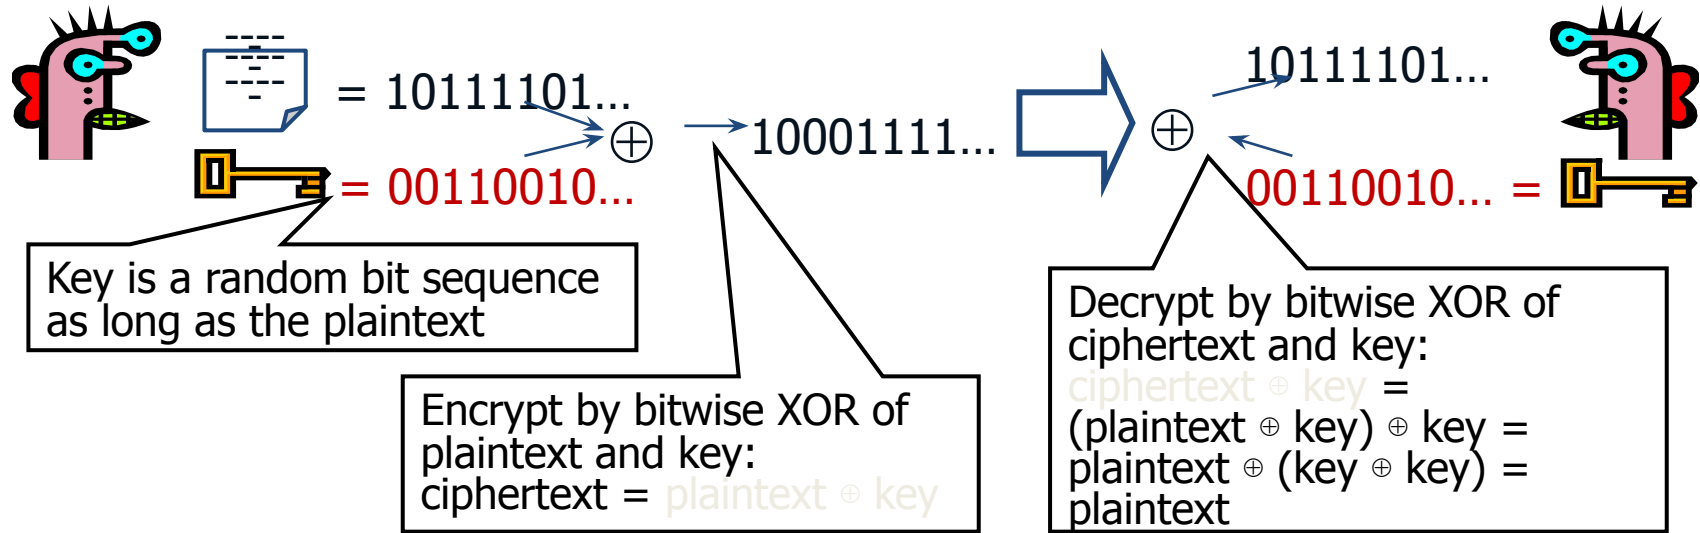 -----
-----
-----
= 10111101...
= 00110010...
⊕
10001111...
⊕
10111101...
00110010... =
Key is a random bit sequence
as long as the plaintext
Encrypt by bitwise XOR of
plaintext and key:
ciphertext = plaintext ⊕ key
Decrypt by bitwise XOR of
ciphertext and key:
ciphertext ⊕ key =
(plaintext ⊕ key) ⊕ key =
plaintext ⊕ (key ⊕ key) =
plaintext